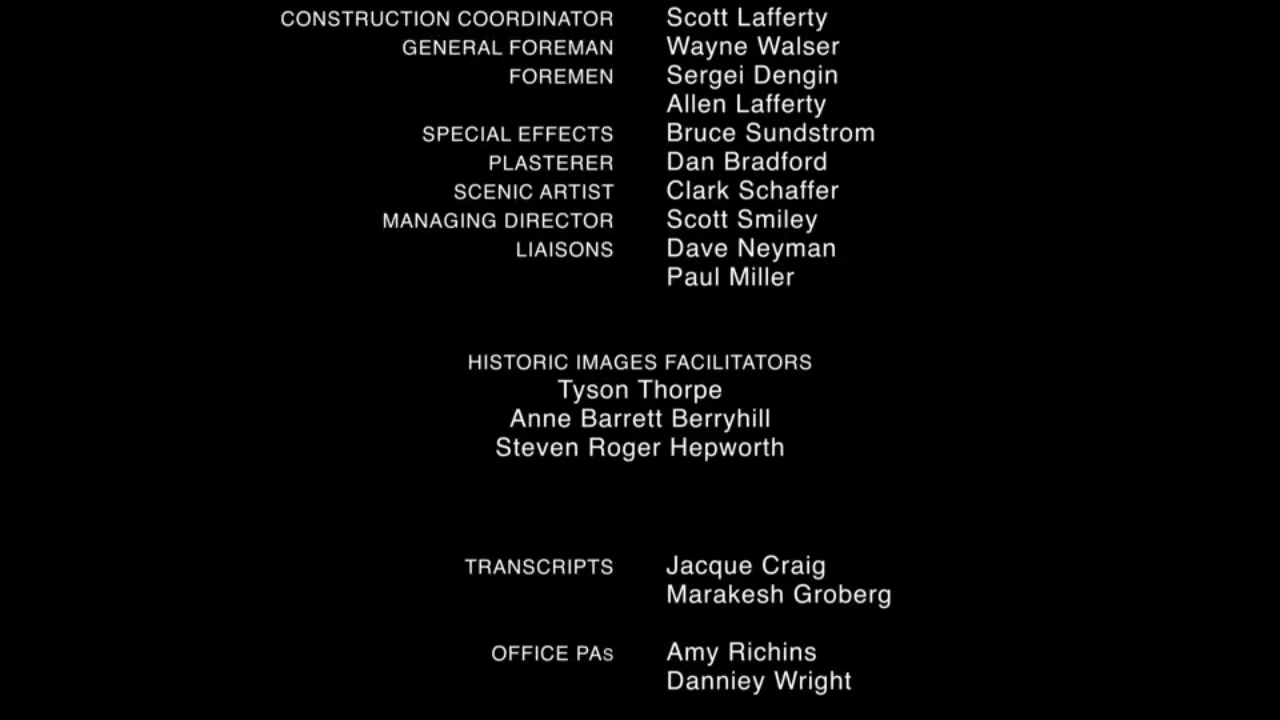 CONSTRUCTION COORDINATOR Scott Lafferty
GENERAL FOREMAN Wayne Walser
FOREMEN Sergei Dengin
Allen Lafferty
SPECIAL EFFECTS Bruce Sundstrom
PLASTERER Dan Bradford
SCENIC ARTIST Clark Schaffer
MANAGING DIRECTOR Scott Smiley
LIAISONS Dave Neyman
Paul Miller
HISTORIC IMAGES FACILITATORS
Tyson Thorpe
Anne Barrett Berryhill
Steven Roger Hepworth
TRANSCRIPTS Jacque Craig
Marakesh Groberg
OFFICE PAs Amy Richins
Danniey Wright